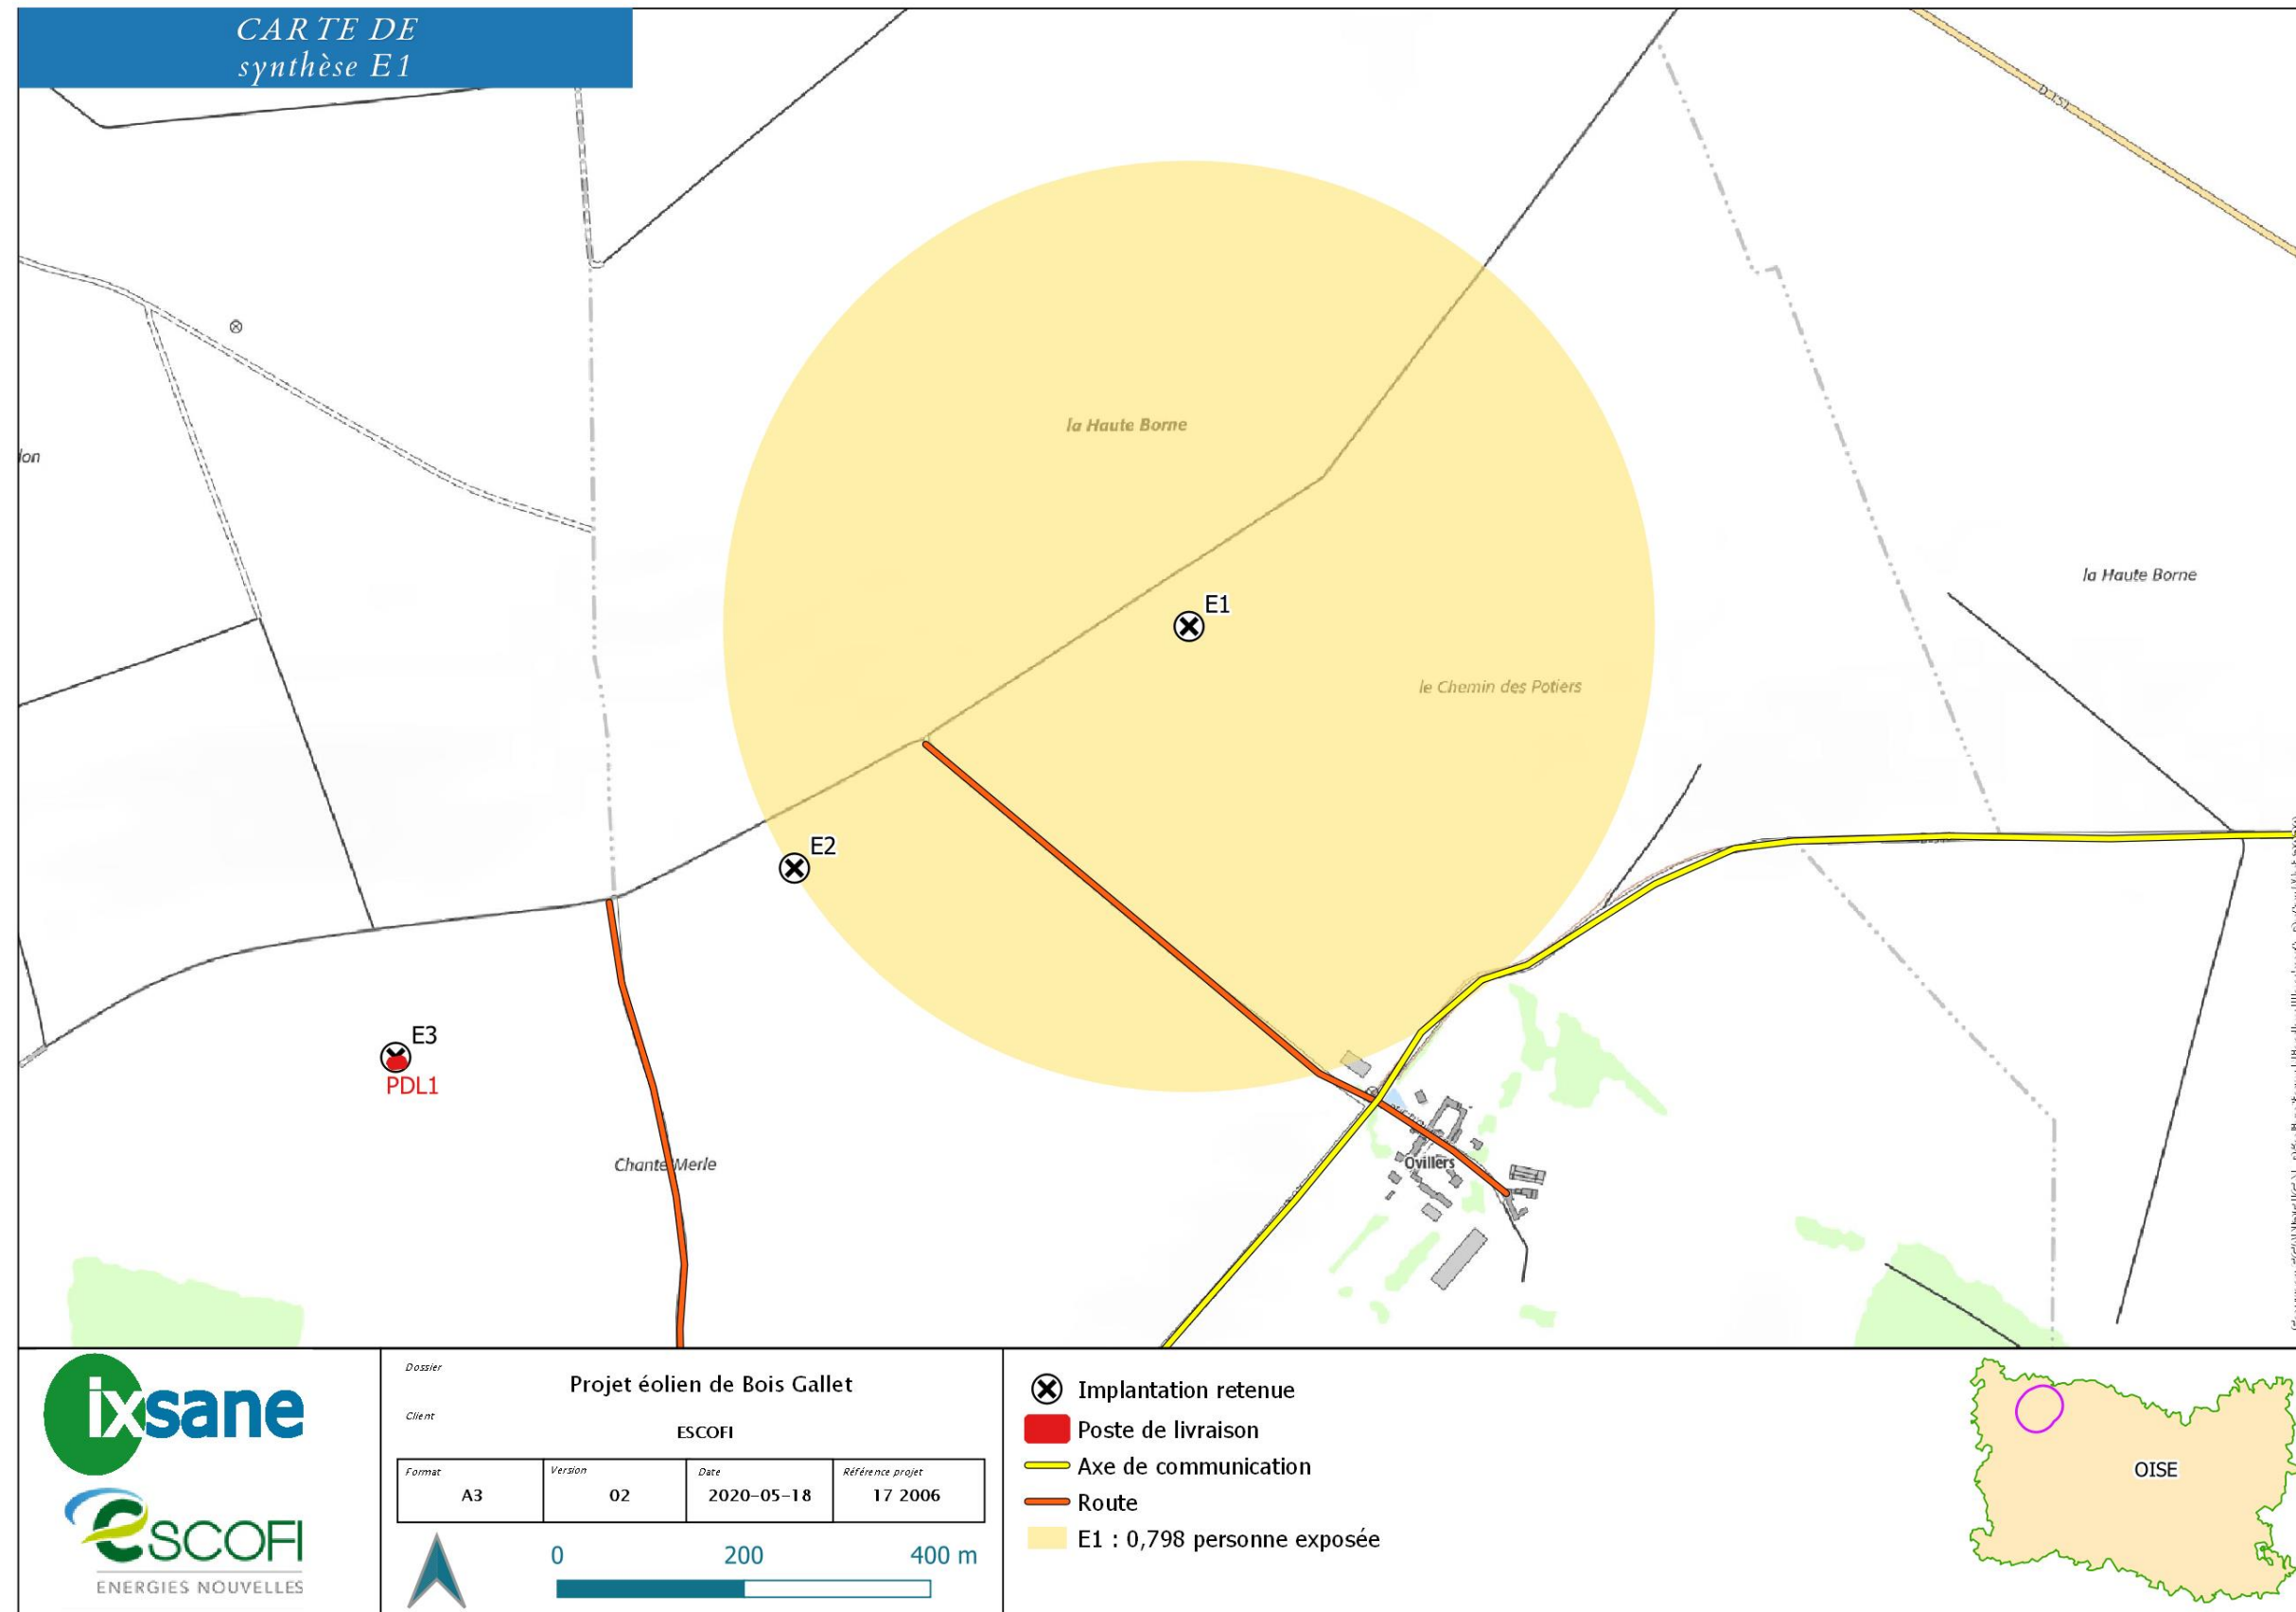 CARTE DE
synthèse E1
D 151
la Haute Borne
lon
la Haute Borne
E1
le Chemin des Potiers
E2
E3
PDL1
Chante Merle
Ovillers
ixsane
escofi
ENERGIES NOUVELLES
Dossier
Projet éolien de Bois Gallet
Client
ESCOFI
Format
A3
Version
02
Date
2020-05-18
Référence projet
17 2006
0 200 400 m
Implantation retenue
Poste de livraison
Axe de communication
Route
E1 : 0,798 personne exposée
OISE